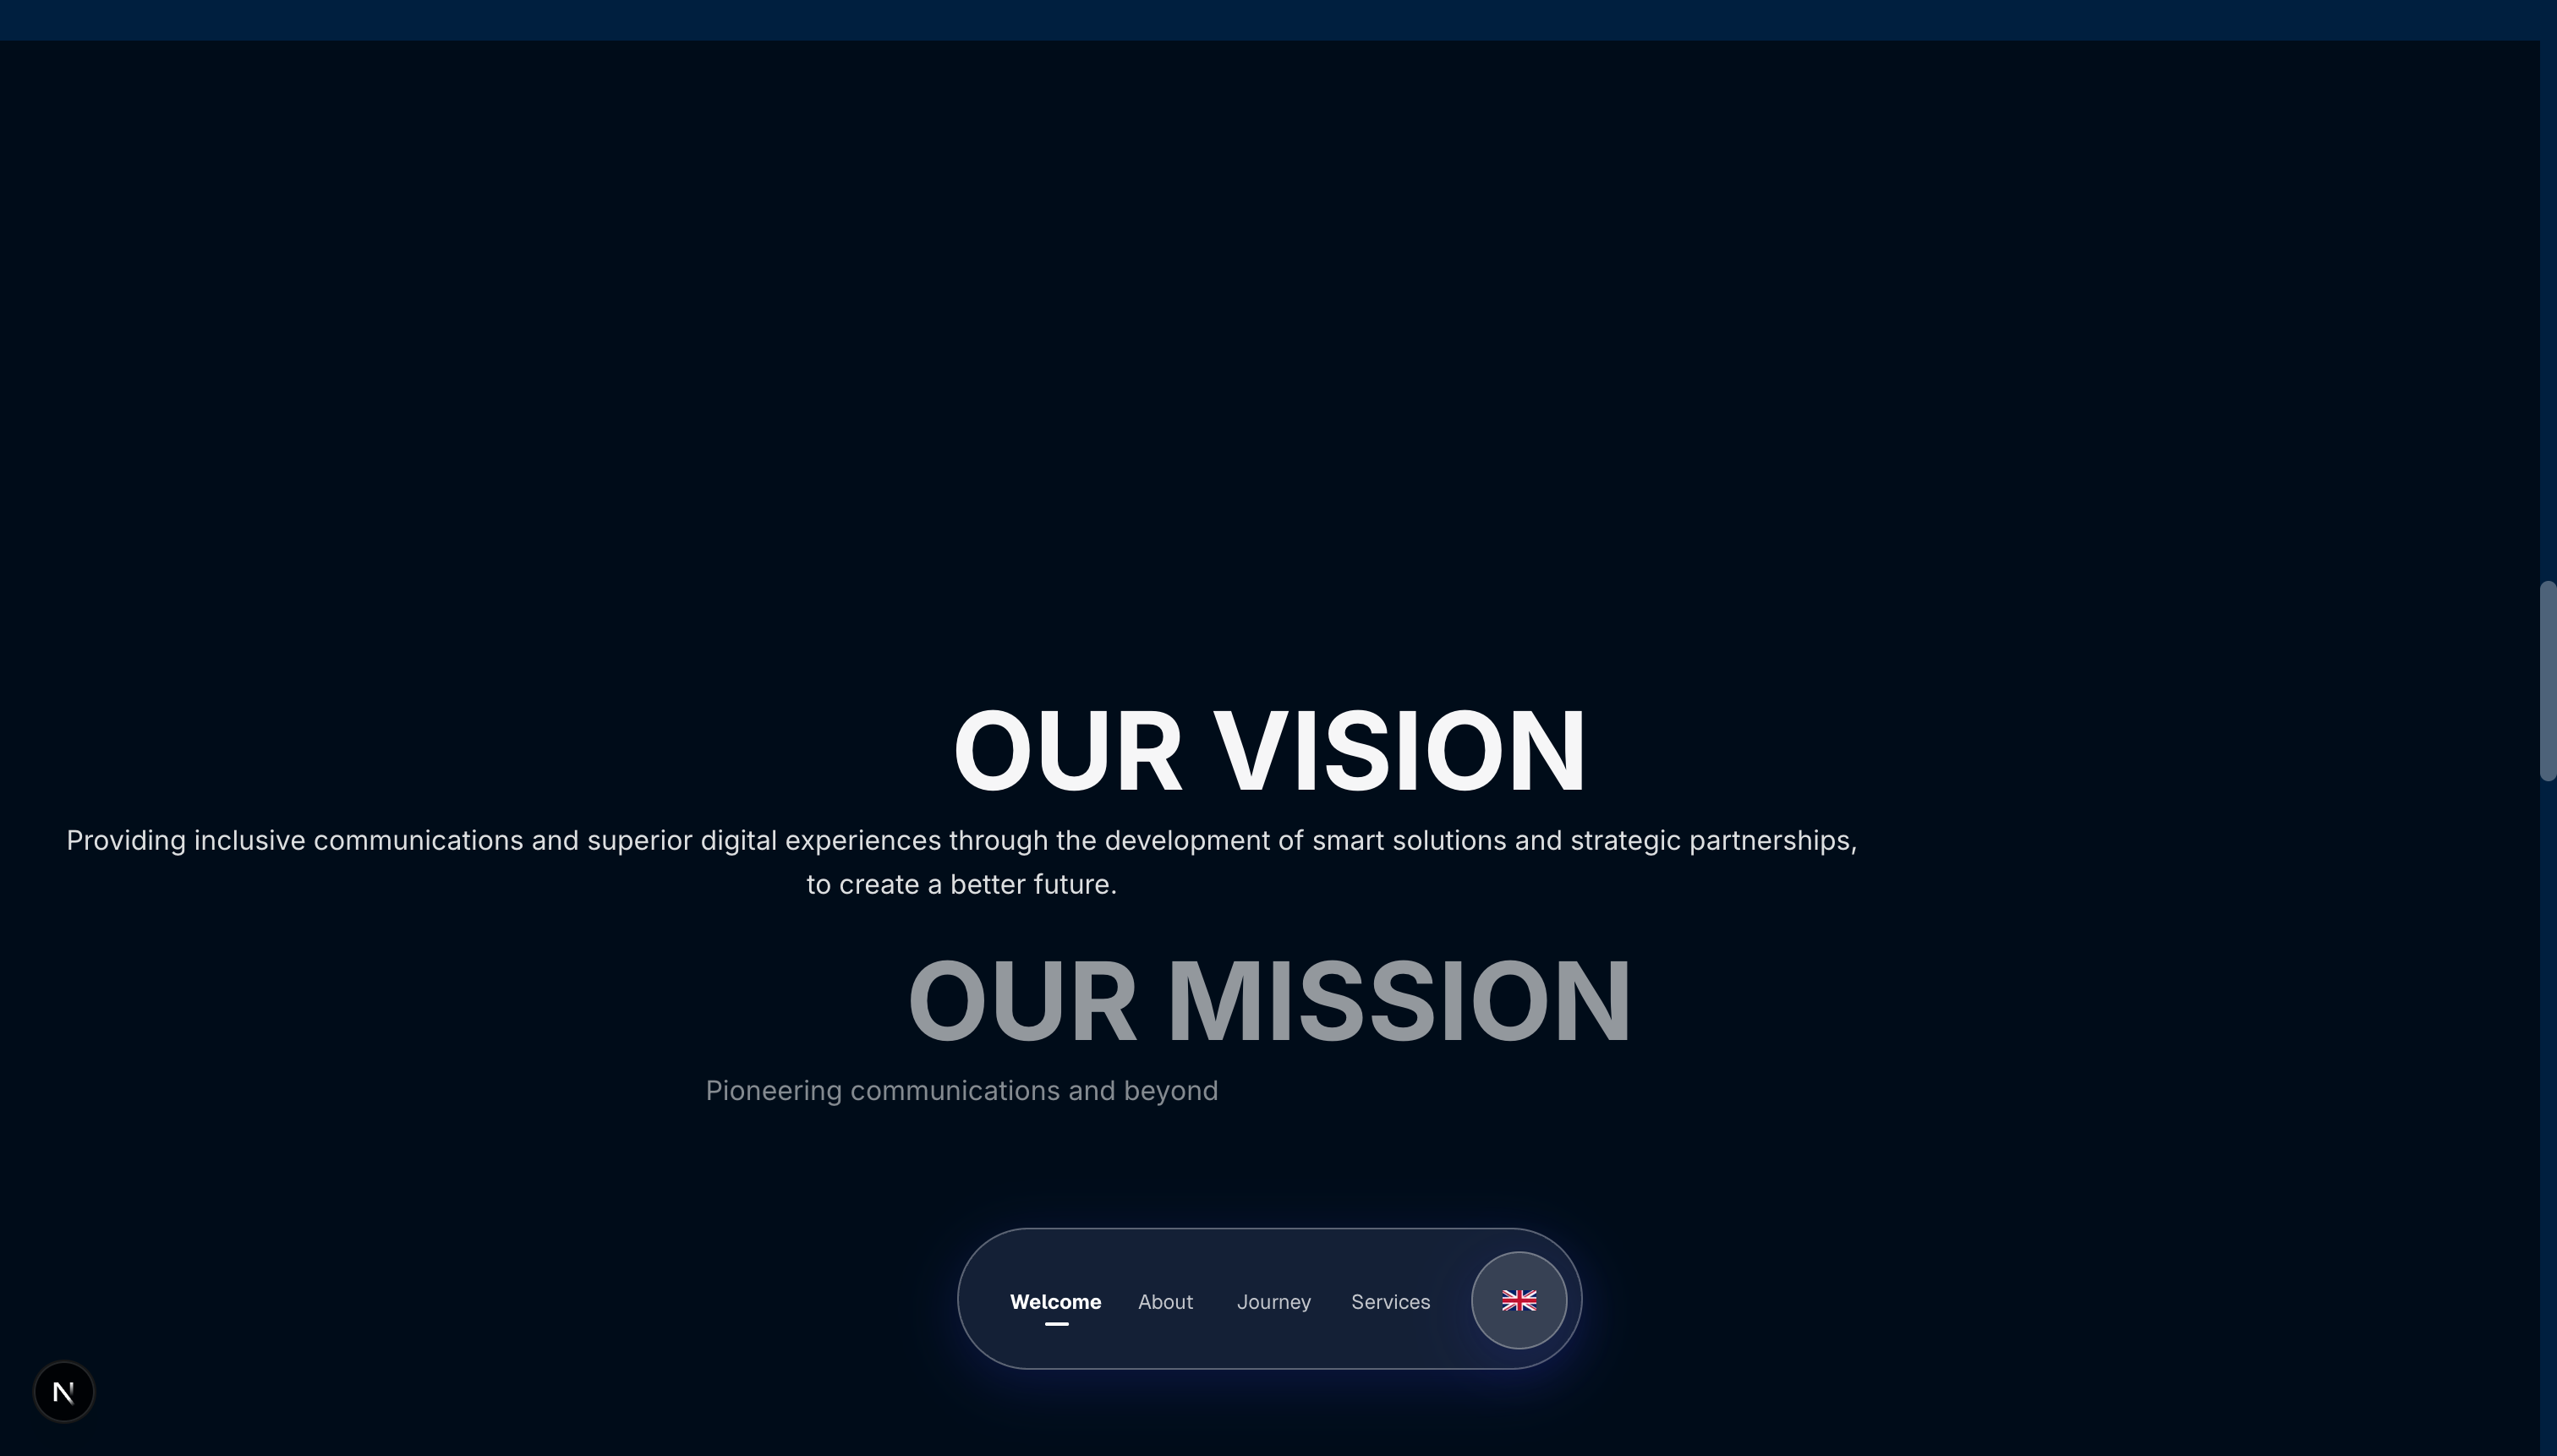 OUR VISION
Providing inclusive communications and superior digital experiences through the development of smart solutions and strategic partnerships,
to create a better future.
OUR MISSION
Pioneering communications and beyond
Welcome About Journey Services
N